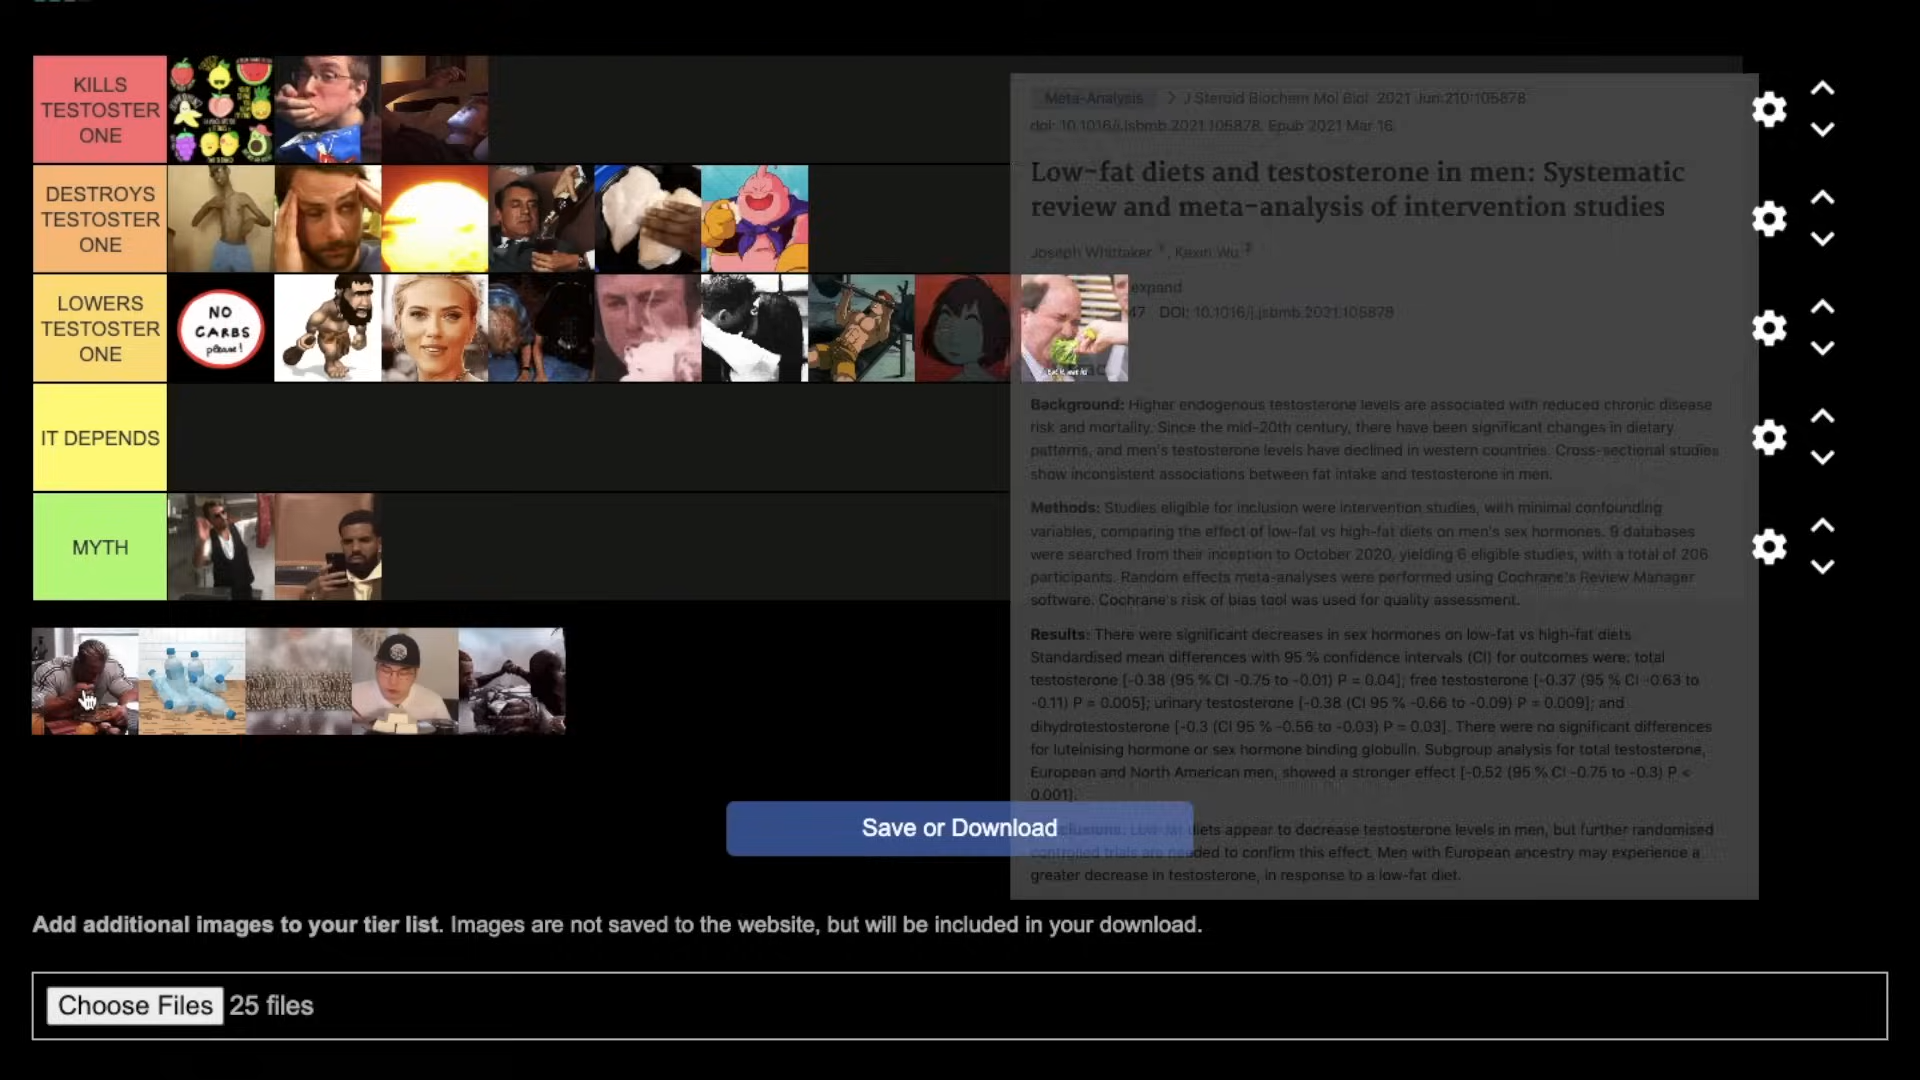 KILLS
TESTOSTER
ONE
DESTROYS
TESTOSTER
ONE
LOWERS
TESTOSTER
ONE
NO
CARBS
please!
IT DEPENDS
MYTH
Meta-Analysis > J Steroid Biochem Mol Biol. 2021 Jun;210:105878
doi: 10.1016/j.jsbmb.2021.105878. Epub 2021 Mar 16.
Low-fat diets and testosterone in men: Systematic
review and meta-analysis of intervention studies
Joseph Whittaker 1, Kexin Wu 2
expand
47 DOI: 10.1016/j.jsbmb.2021.105878
Background: Higher endogenous testosterone levels are associated with reduced chronic disease
risk and mortality. Since the mid-20th century, there have been significant changes in dietary
patterns, and men's testosterone levels have declined in western countries. Cross-sectional studies
show inconsistent associations between fat intake and testosterone in men.
Methods: Studies eligible for inclusion were intervention studies, with minimal confounding
variables, comparing the effect of low-fat vs high-fat diets on men's sex hormones. 9 databases
were searched from their inception to October 2020, yielding 6 eligible studies, with a total of 206
participants. Random effects meta-analyses were performed using Cochrane's Review Manager
software. Cochrane's risk of bias tool was used for quality assessment.
Results: There were significant decreases in sex hormones on low-fat vs high-fat diets
Standardised mean differences with 95 % confidence intervals (CI) for outcomes were: total
testosterone [-0.38 (95 % CI -0.75 to -0.01) P = 0.04]; free testosterone [-0.37 (95 % CI -0.63 to
-0.11) P = 0.005]; urinary testosterone [-0.38 (CI 95 % -0.66 to -0.09) P = 0.009]; and
dihydrotestosterone [-0.3 (CI 95 % -0.56 to -0.03) P = 0.03]. There were no significant differences
for luteinising hormone or sex hormone binding globulin. Subgroup analysis for total testosterone,
European and North American men, showed a stronger effect [-0.52 (95 % CI -0.75 to -0.3) P <
0.001].
Save or Download
Low-fat diets appear to decrease testosterone levels in men, but further randomised
controlled trials are needed to confirm this effect. Men with European ancestry may experience a
greater decrease in testosterone, in response to a low-fat diet.
Add additional images to your tier list. Images are not saved to the website, but will be included in your download.
Choose Files 25 files